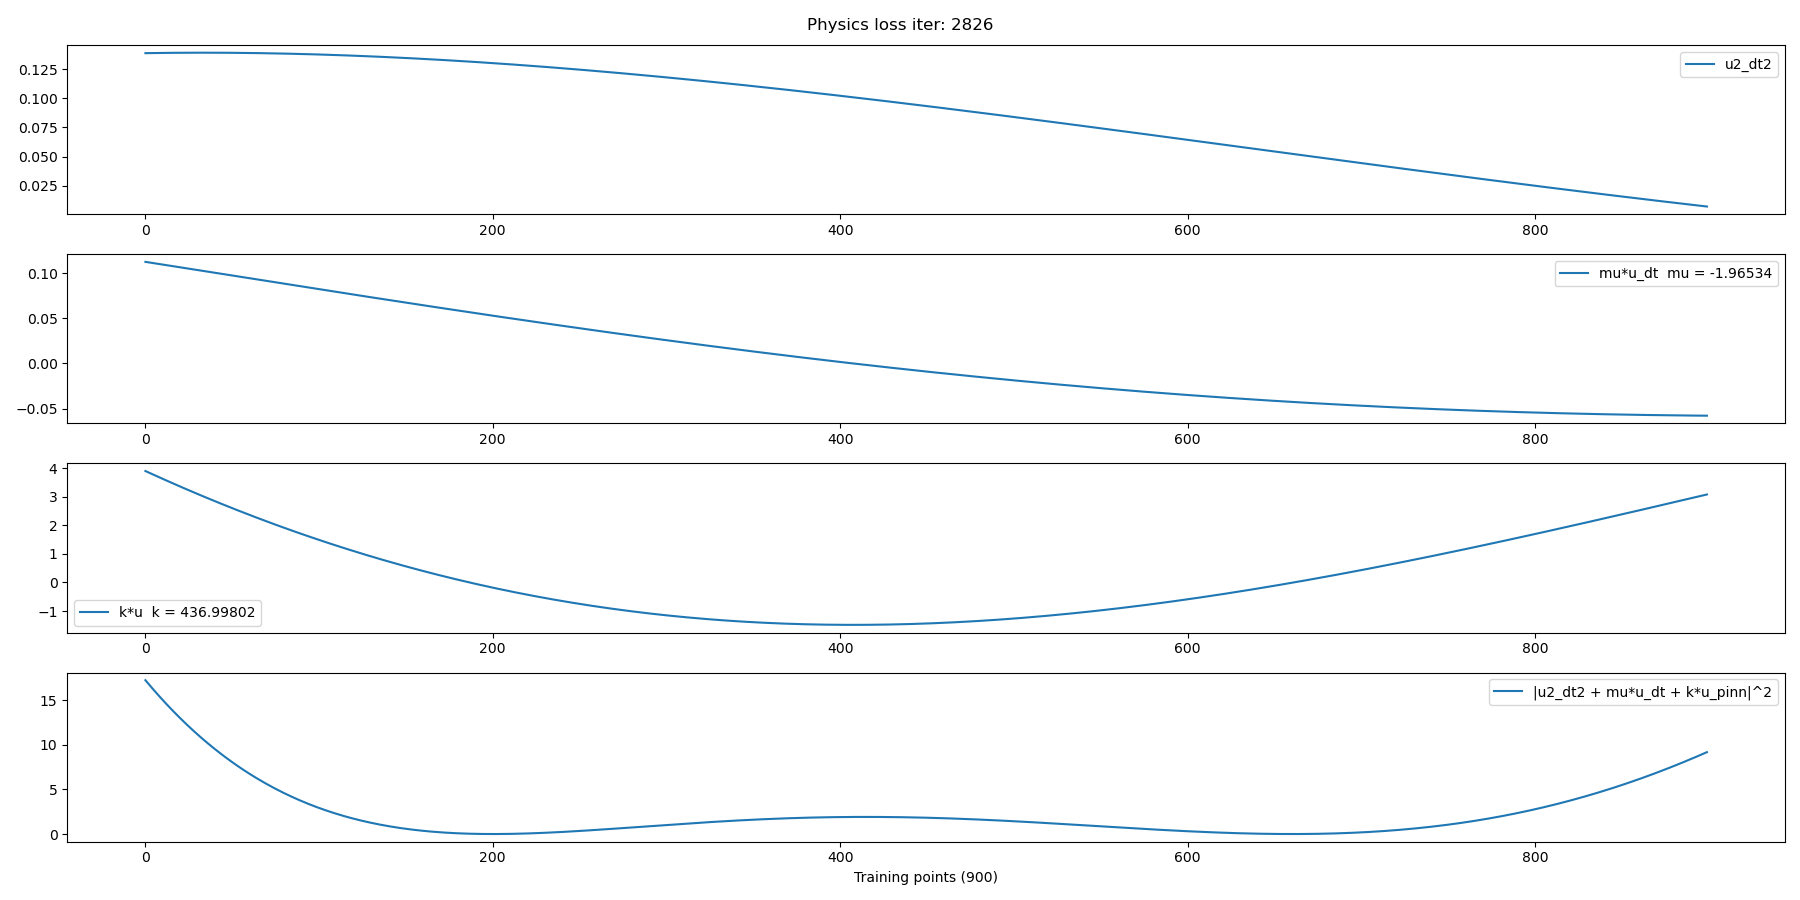 Physics loss iter: 2826
0.125
0.100
0.075
0.050
0.025
u2_dt2
0 200 400 600 800
0.10
0.05
0.00
−0.05
mu*u_dt  mu = -1.96534
0 200 400 600 800
4
3
2
1
0
−1
k*u  k = 436.99802
0 200 400 600 800
15
10
5
0
|u2_dt2 + mu*u_dt + k*u_pinn|^2
0 200 400 600 800
Training points (900)